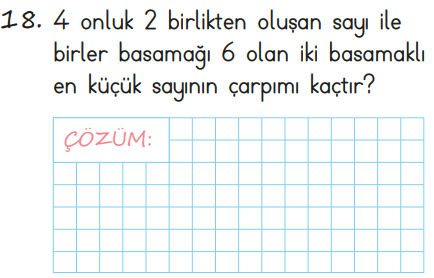 18. 4 onluk 2 birlikten oluşan sayı ile
birler basamağı 6 olan iki basamaklı
en küçük sayının çarpımı kaçtır?
ÇÖZÜM: